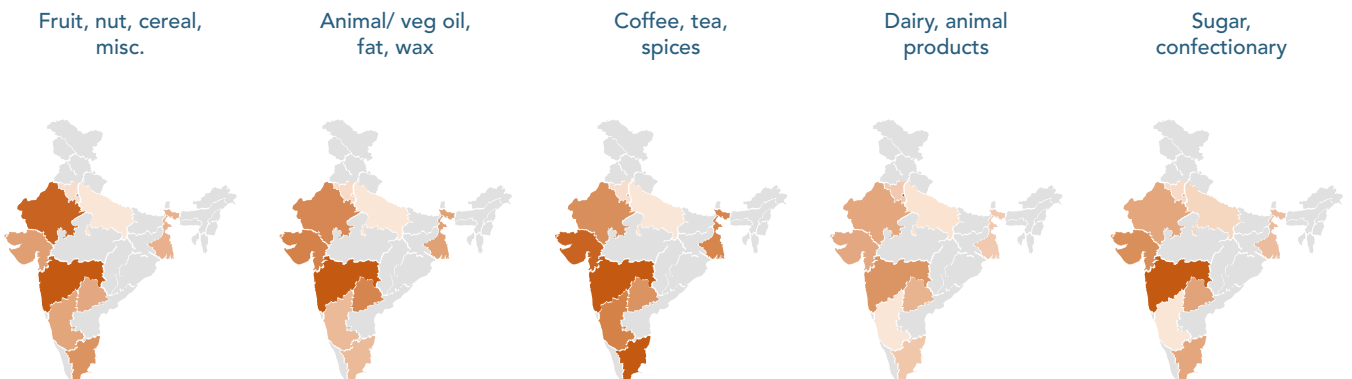 Fruit, nut, cereal,
misc.
Animal/ veg oil,
fat, wax
Coffee, tea,
spices
Dairy, animal
products
Sugar,
confectionary